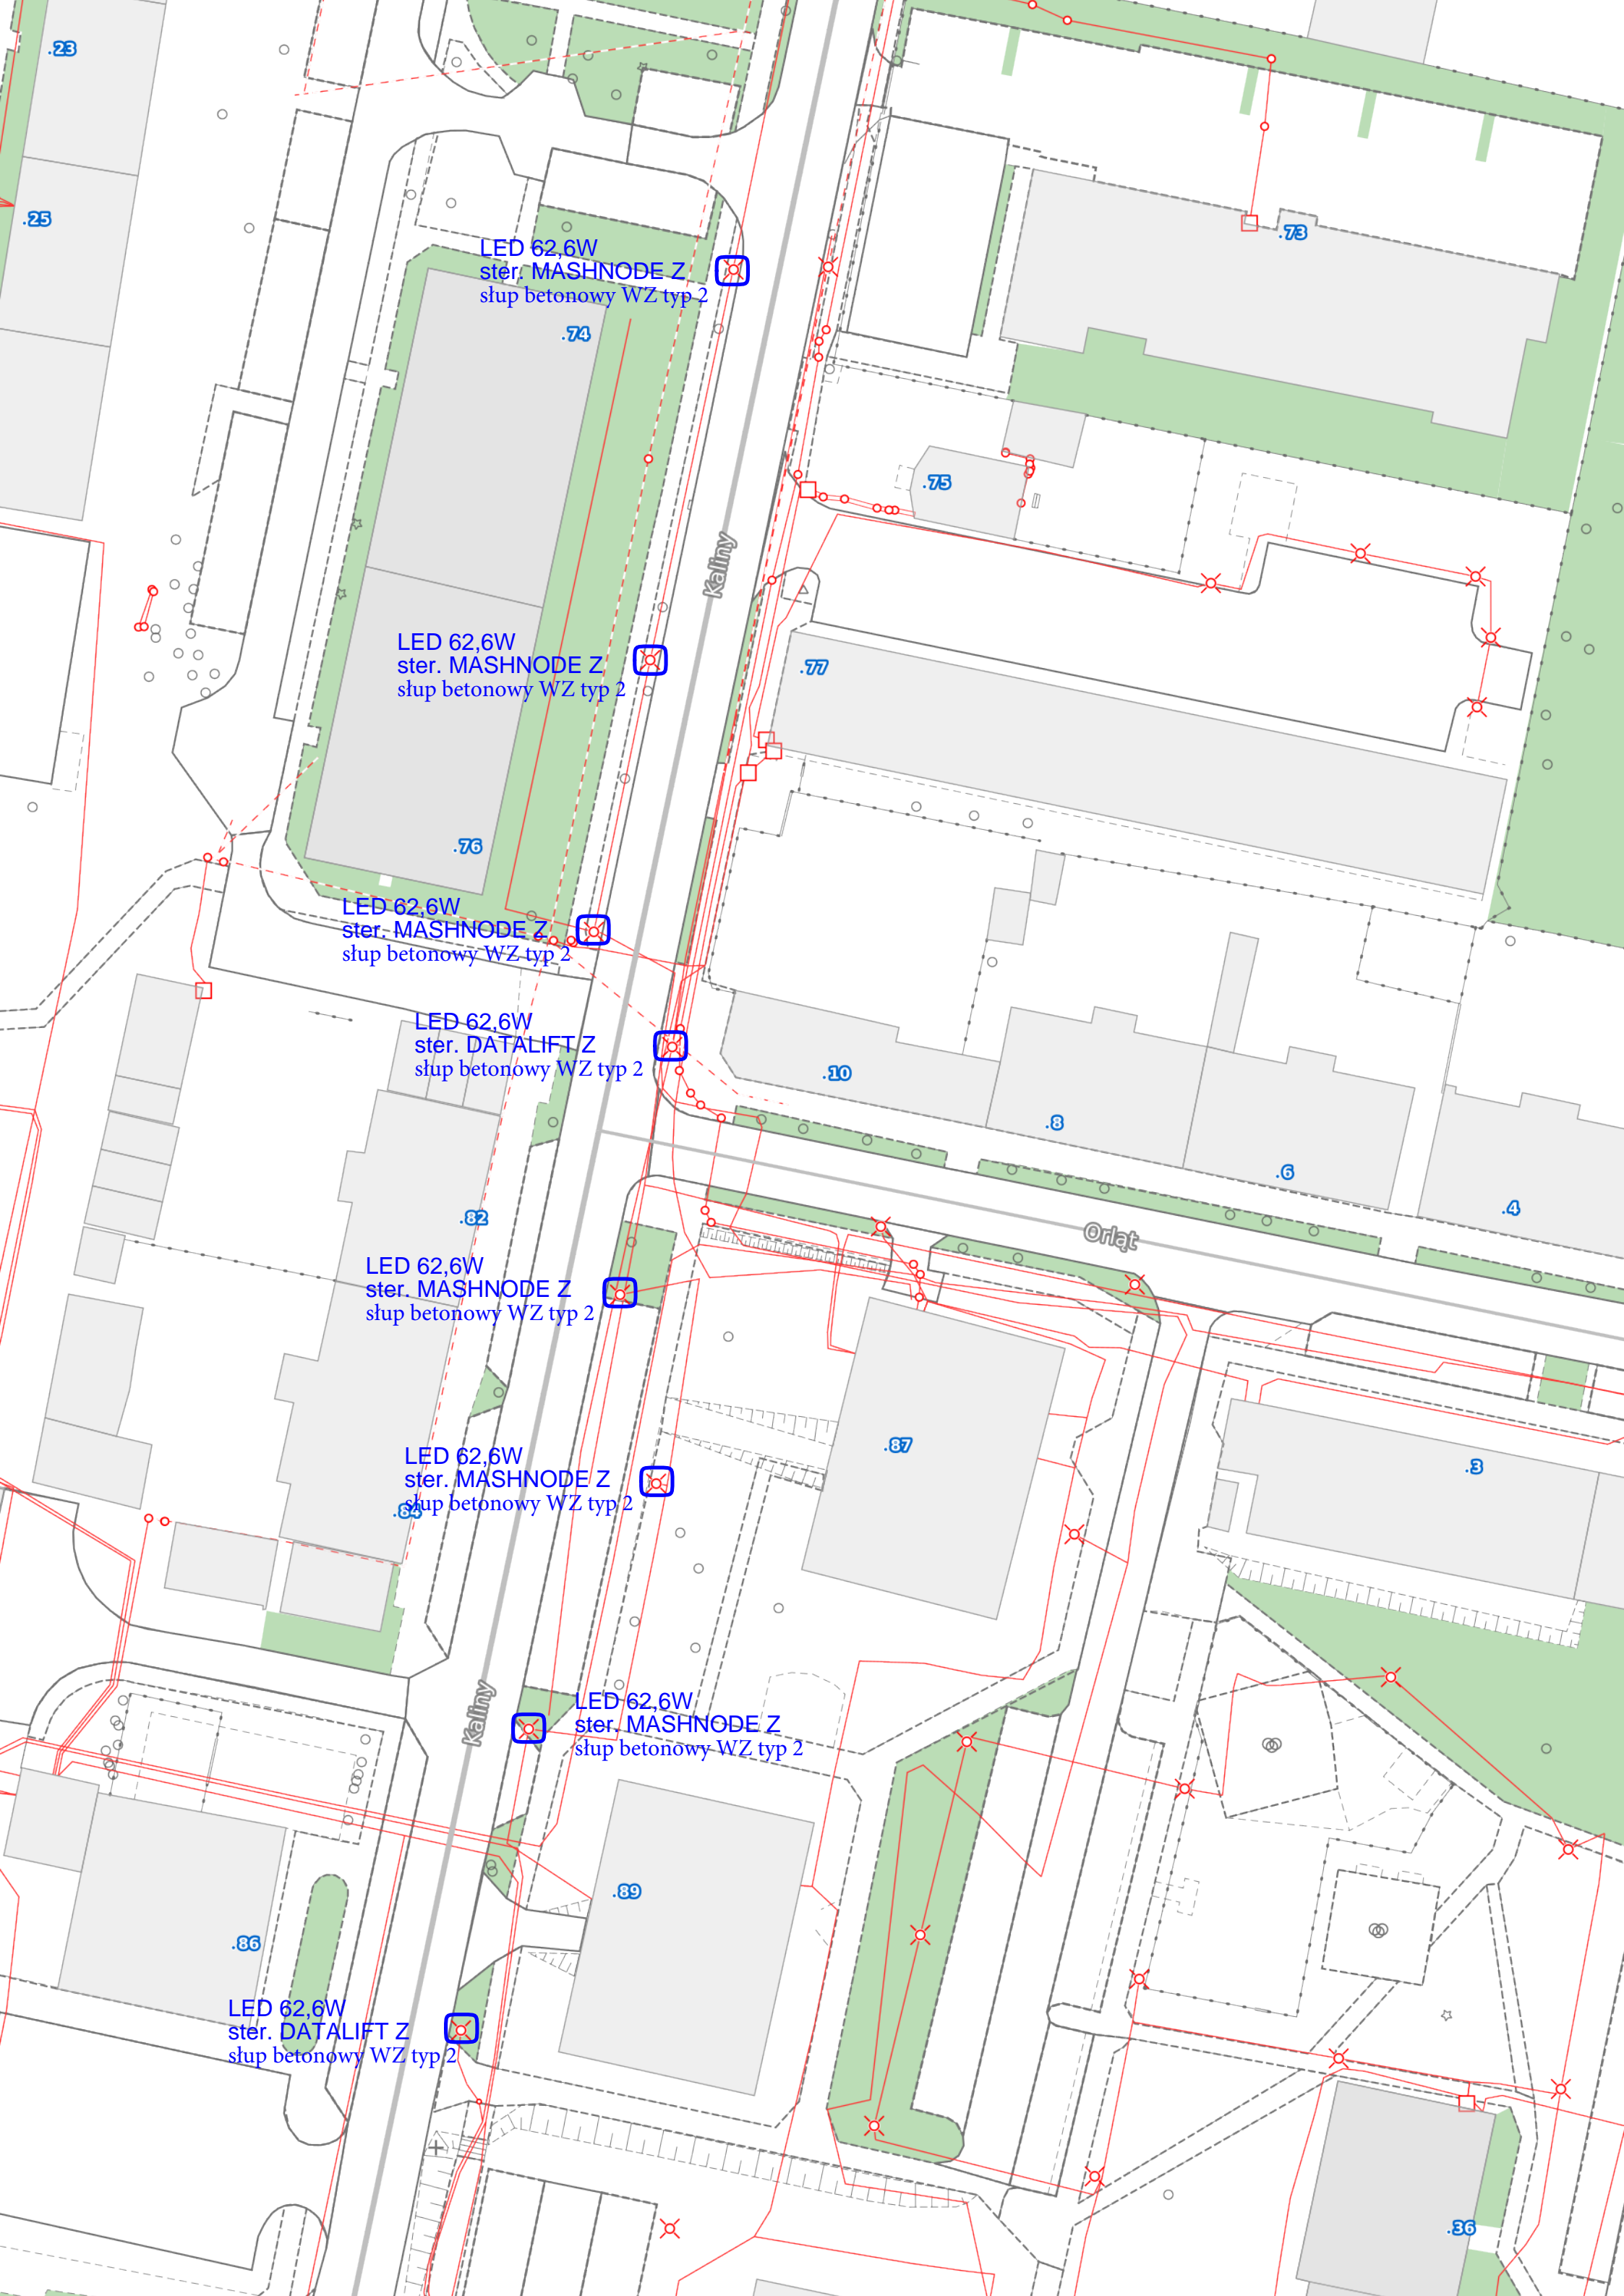 .23
.25
.73
LED 62,6W
ster. MASHNODE Z
słup betonowy WZ typ 2
.74
.75
Kaliny
LED 62,6W
ster. MASHNODE Z
słup betonowy WZ typ 2
.77
.76
LED 62,6W
ster. MASHNODE Z
słup betonowy WZ typ 2
LED 62,6W
ster. DATALIFT Z
słup betonowy WZ typ 2
.10
.8
.6
.4
.82
Orląt
LED 62,6W
ster. MASHNODE Z
słup betonowy WZ typ 2
.87
.3
LED 62,6W
ster. MASHNODE Z
słup betonowy WZ typ 2
.84
Kaliny
LED 62,6W
ster. MASHNODE Z
słup betonowy WZ typ 2
.89
.86
LED 62,6W
ster. DATALIFT Z
słup betonowy WZ typ 2
.36